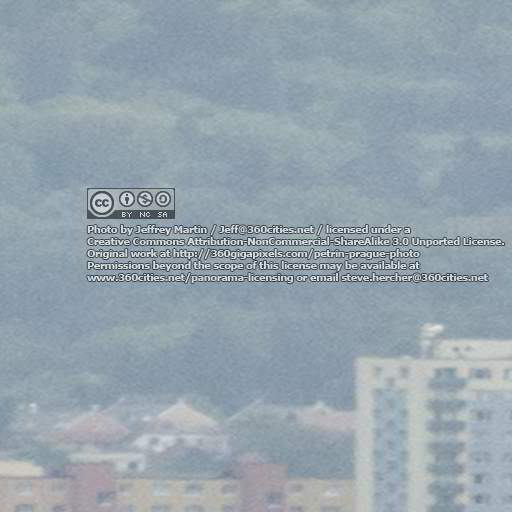 cc
BY NC SA
Photo by Jeffrey Martin / Jeff@360cities.net / licensed under a
Creative Commons Attribution-NonCommercial-ShareAlike 3.0 Unported License.
Original work at http://360gigapixels.com/petrin-prague-photo
Permissions beyond the scope of this license may be available at
www.360cities.net/panorama-licensing or email steve.hercher@360cities.net